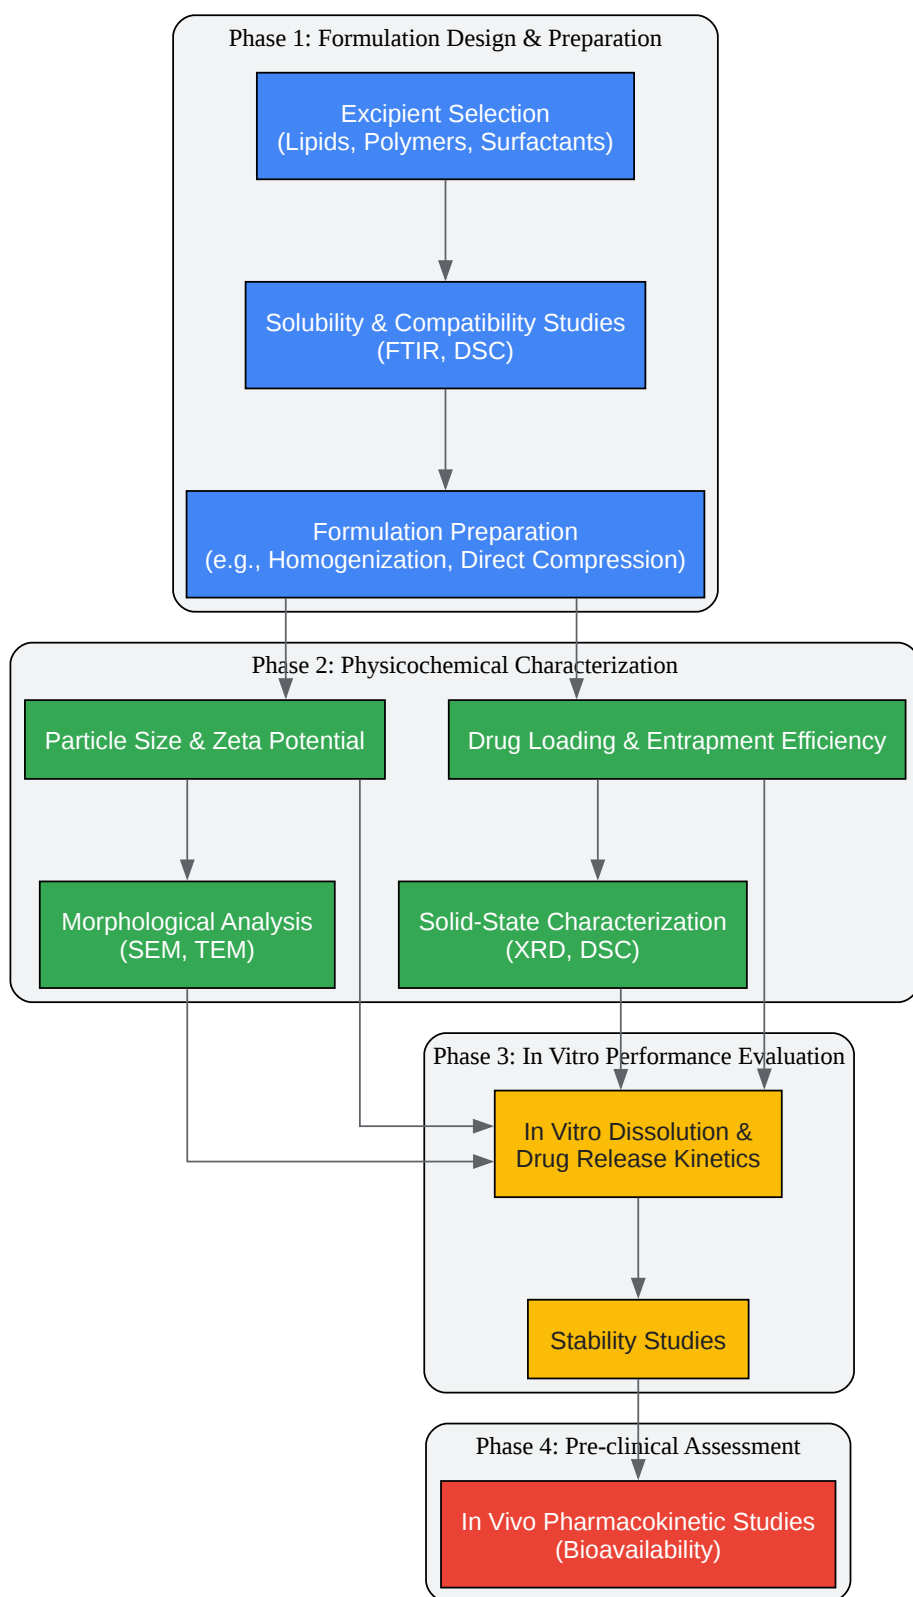 Phase 1: Formulation Design & Preparation
Excipient Selection
(Lipids, Polymers, Surfactants)
Solubility & Compatibility Studies
(FTIR, DSC)
Formulation Preparation
(e.g., Homogenization, Direct Compression)
Phase 2: Physicochemical Characterization
Particle Size & Zeta Potential
Drug Loading & Entrapment Efficiency
Morphological Analysis
(SEM, TEM)
Solid-State Characterization
(XRD, DSC)
Phase 3: In Vitro Performance Evaluation
In Vitro Dissolution &
Drug Release Kinetics
Stability Studies
Phase 4: Pre-clinical Assessment
In Vivo Pharmacokinetic Studies
(Bioavailability)